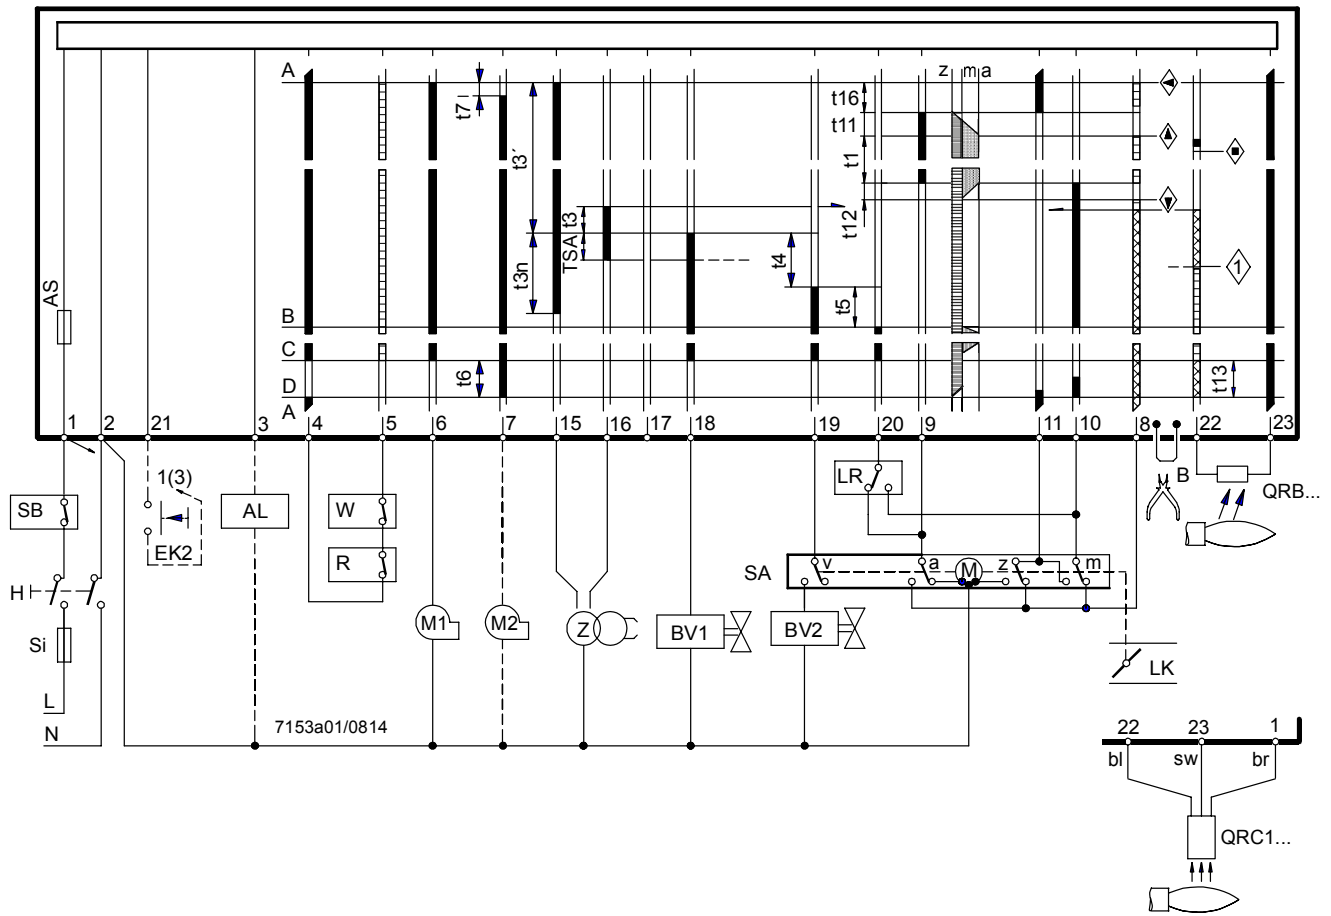 A
z m a
t7
t16
t11
t3´
t1
t3
t12
TSA
t3n
t4
1
t5
AS
B
C
t6
D
t13
A
1 2 21 3 4 5 6 7 15 16 17 18 19 20 9 11 10 8 22 23
1(3)
SB
AL
W
LR
B
QRB...
EK2
R
SA
v
a
M
z
m
H
M1
M2
Z
BV1
BV2
Si
LK
L
7153a01/0814
N
22 23 1
bl sw br
QRC1...